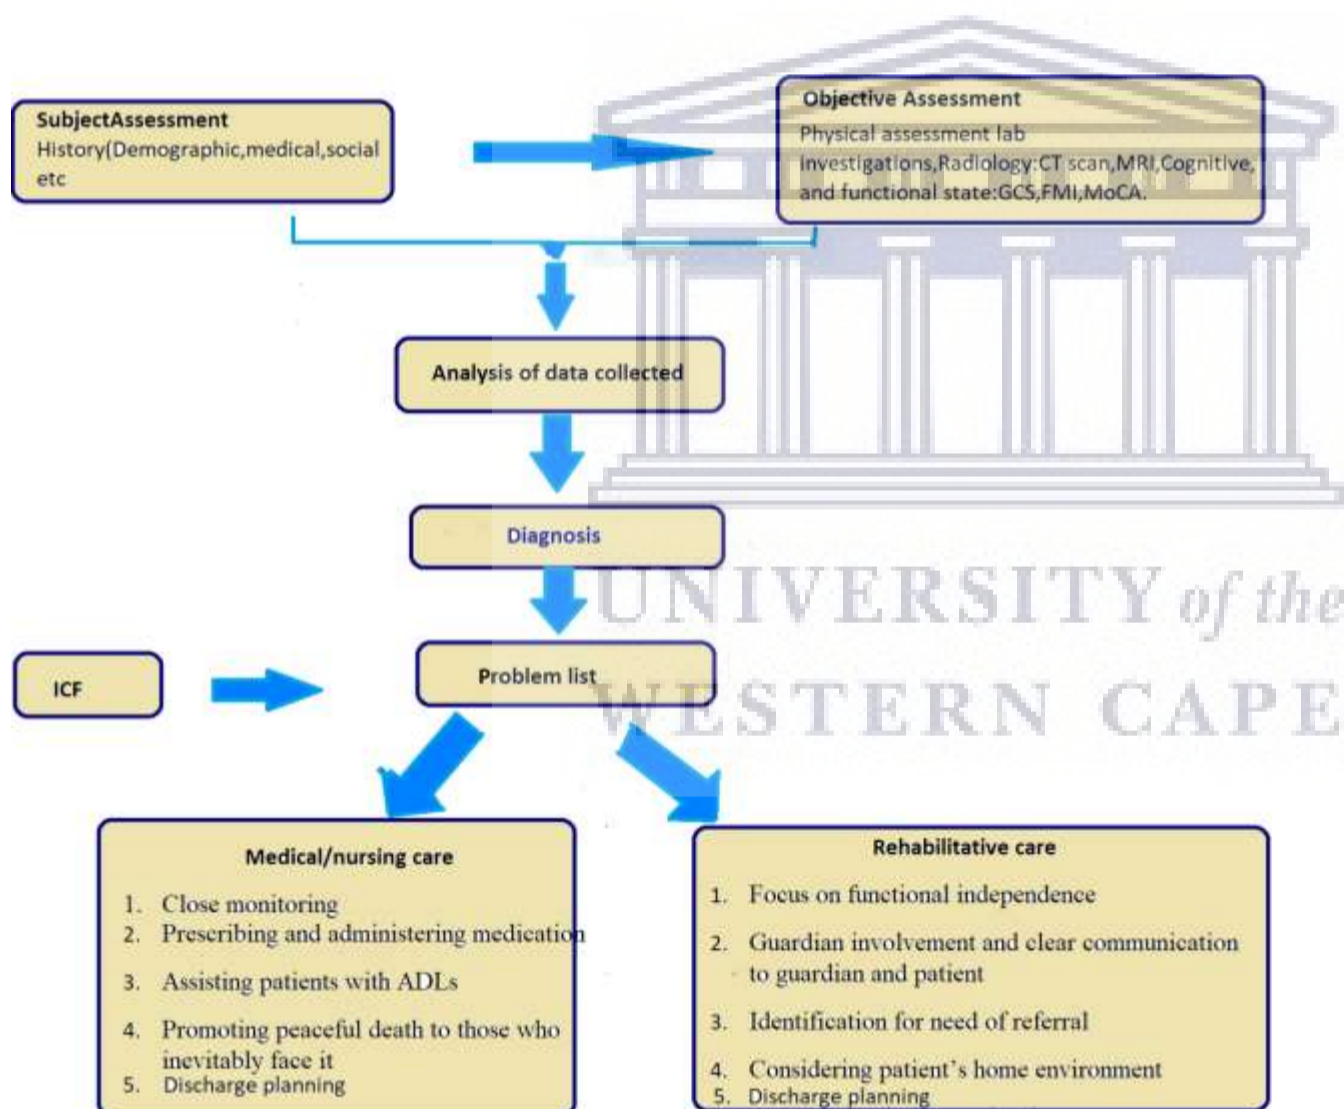 SubjectAssessment
History(Demographic,medical,social
etc
Objective Assessment
Physical assessment lab
investigations,Radiology:CT scan,MRI,Cognitive,
and functional state:GCS,FMI,MoCA.
Analysis of data collected
Diagnosis
ICF
Problem list
UNIVERSITY of the
WESTERN CAPE
Medical/nursing care
1. Close monitoring
2. Prescribing and administering medication
3. Assisting patients with ADLs
4. Promoting peaceful death to those who
inevitably face it
5. Discharge planning
Rehabilitative care
1. Focus on functional independence
2. Guardian involvement and clear communication
to guardian and patient
3. Identification for need of referral
4. Considering patient's home environment
5. Discharge planning